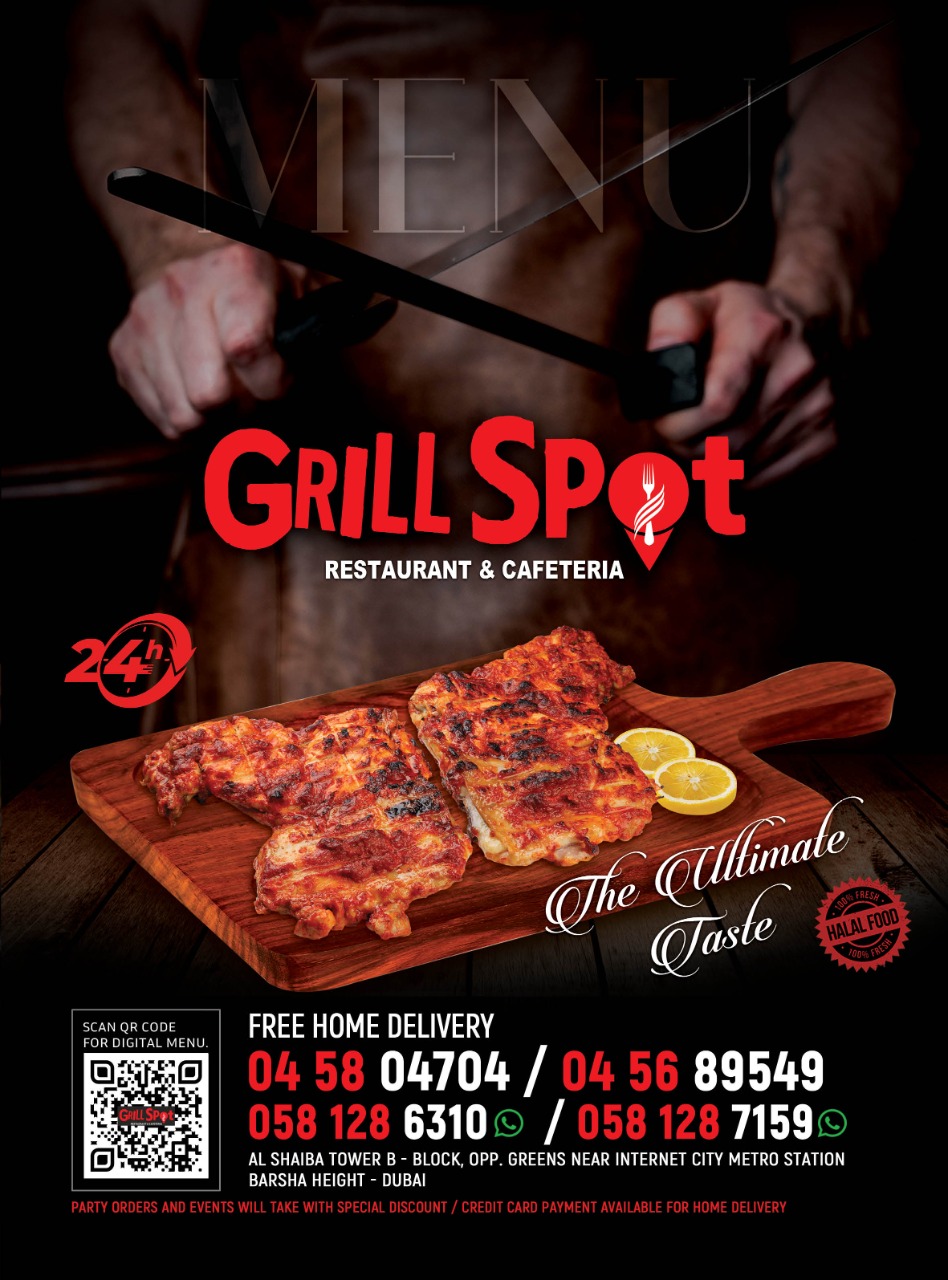 MENU
GRILL SPOT
RESTAURANT & CAFETERIA
24h
The Ultimate
Taste
100% FRESH
HALAL FOOD
100% FRESH
SCAN QR CODE
FOR DIGITAL MENU.
GRILL SPOT
FREE HOME DELIVERY
04 58 04704 / 04 56 89549
058 128 6310 / 058 128 7159
AL SHAIBA TOWER B - BLOCK, OPP. GREENS NEAR INTERNET CITY METRO STATION
BARSHA HEIGHT - DUBAI
PARTY ORDERS AND EVENTS WILL TAKE WITH SPECIAL DISCOUNT / CREDIT CARD PAYMENT AVAILABLE FOR HOME DELIVERY